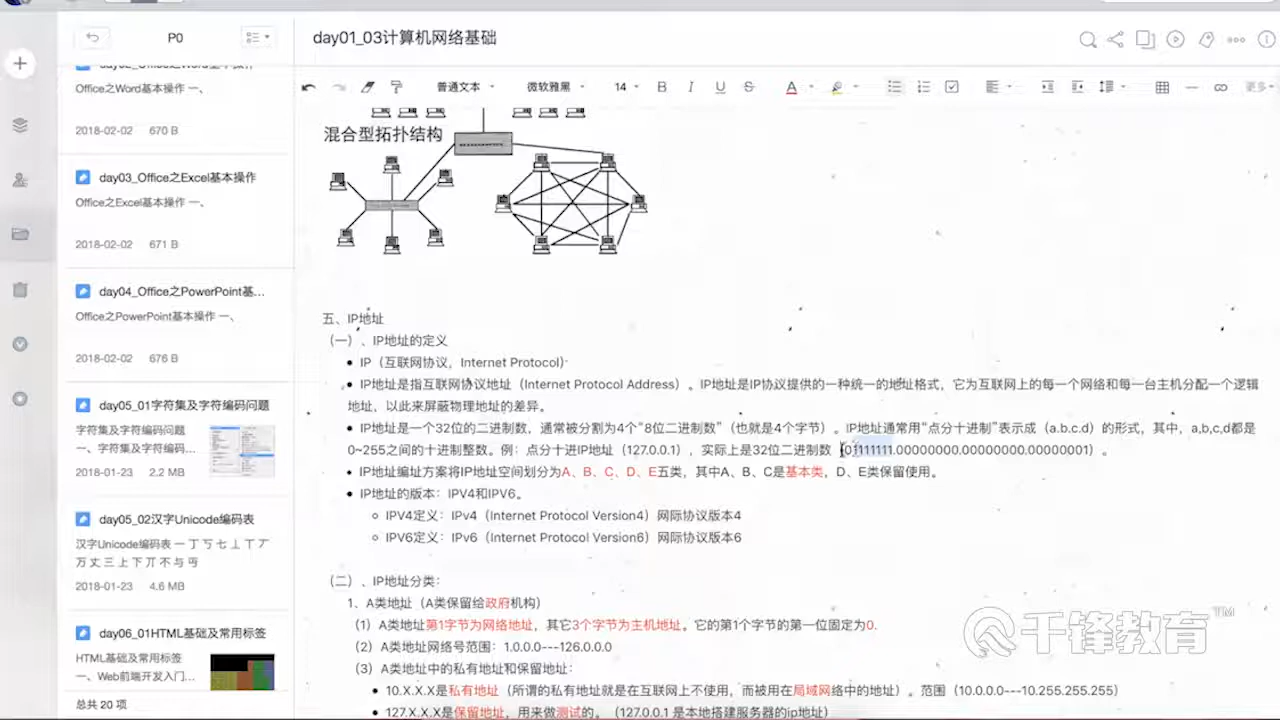 P0
day01_03计算机网络基础
普通文本
微软雅黑
14
B
I
U
S
A
更多
Office之Word基本操作 一、
2018-02-02 670 B
day03_Office之Excel基本操作
Office之Excel基本操作 一、
2018-02-02 671 B
day04_Office之PowerPoint基...
Office之PowerPoint基本操作 一、
2018-02-02 676 B
day05_01字符集及字符编码问题
字符集及字符编码问题
一、字符集及字符编码...
2018-01-23 2.2 MB
day05_02汉字Unicode编码表
汉字Unicode编码表 一 丁 丂 七 丄 丅 丆
万 丈 三 上 下 丌 不 与 丏
2018-01-23 4.6 MB
day06_01HTML基础及常用标签
HTML基础及常用标签
一、Web前端开发入门...
总共 20 项
混合型拓扑结构
五、IP地址
（一）、IP地址的定义
IP（互联网协议，Internet Protocol）
IP地址是指互联网协议地址（Internet Protocol Address）。IP地址是IP协议提供的一种统一的地址格式，它为互联网上的每一个网络和每一台主机分配一个逻辑
地址，以此来屏蔽物理地址的差异。
IP地址是一个32位的二进制数，通常被分割为4个“8位二进制数”（也就是4个字节）。IP地址通常用“点分十进制”表示成（a.b.c.d）的形式，其中，a,b,c,d都是
0~255之间的十进制整数。例：点分十进IP地址（127.0.0.1），实际上是32位二进制数（01111111.00000000.00000000.00000001）。
IP地址编址方案将IP地址空间划分为A、B、C、D、E五类，其中A、B、C是基本类，D、E类保留使用。
IP地址的版本：IPV4和IPV6。
IPV4定义：IPv4（Internet Protocol Version4）网际协议版本4
IPV6定义：IPv6（Internet Protocol Version6）网际协议版本6
（二）、IP地址分类：
1、A类地址（A类保留给政府机构）
（1）A类地址第1字节为网络地址，其它3个字节为主机地址。它的第1个字节的第一位固定为0.
（2）A类地址网络号范围：1.0.0.0---126.0.0.0
（3）A类地址中的私有地址和保留地址：
10.X.X.X是私有地址（所谓的私有地址就是在互联网上不使用，而被用在局域网络中的地址）。范围（10.0.0.0---10.255.255.255）
127.X.X.X是保留地址，用来做测试的。（127.0.0.1 是本地搭建服务器的ip地址）
千锋教育™